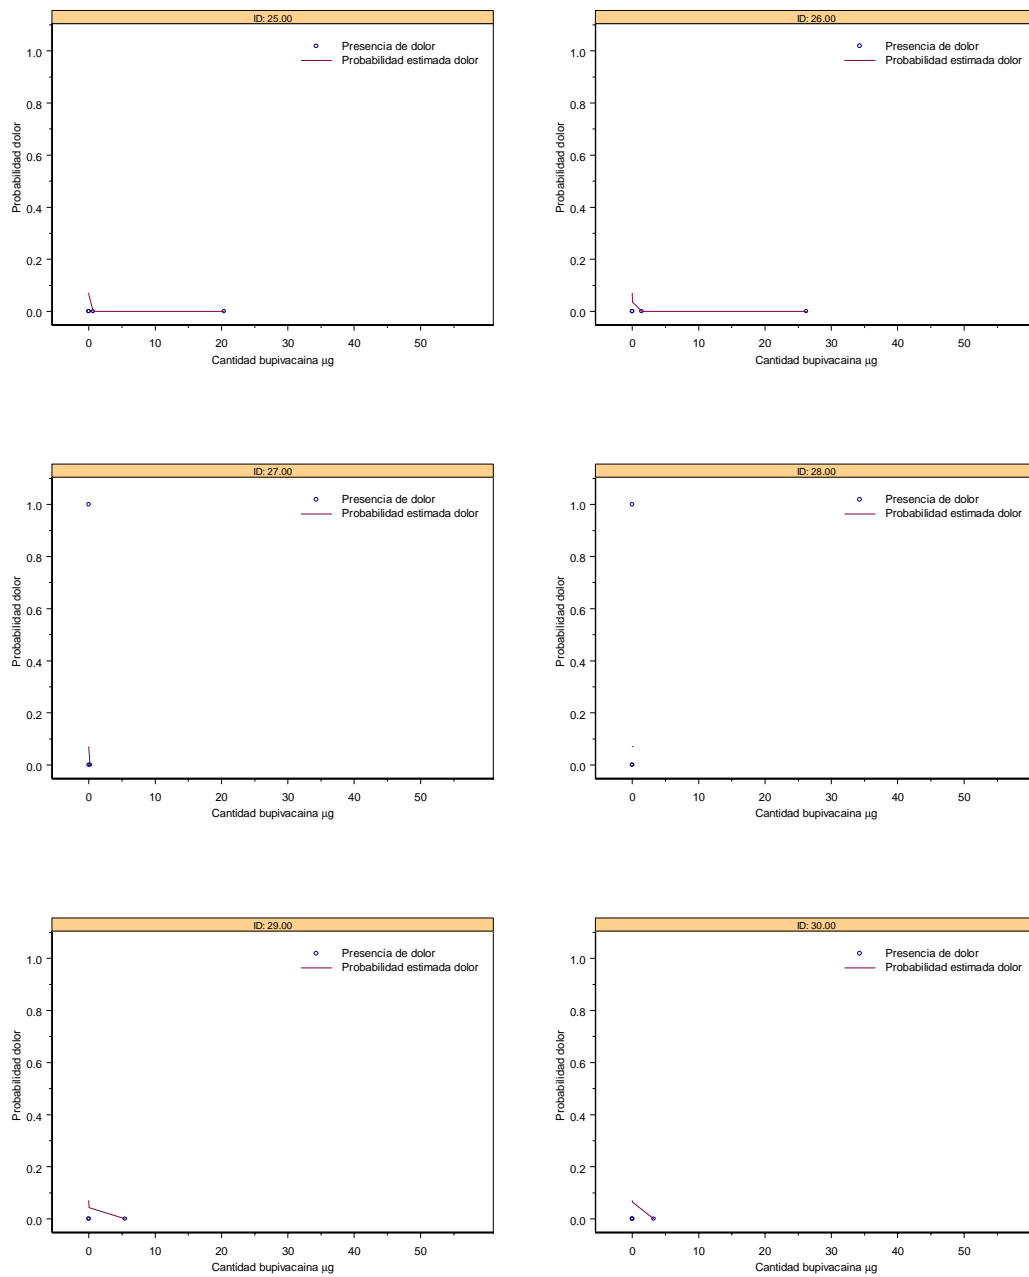 ID: 25.00
Presencia de dolor
Probabilidad estimada dolor
1.0
0.8
0.6
0.4
0.2
0.0
Probabilidad dolor
0 10 20 30 40 50
Cantidad bupivacaina µg
ID: 26.00
Presencia de dolor
Probabilidad estimada dolor
1.0
0.8
0.6
0.4
0.2
0.0
Probabilidad dolor
0 10 20 30 40 50
Cantidad bupivacaina µg
ID: 27.00
Presencia de dolor
Probabilidad estimada dolor
1.0
0.8
0.6
0.4
0.2
0.0
Probabilidad dolor
0 10 20 30 40 50
Cantidad bupivacaina µg
ID: 28.00
Presencia de dolor
Probabilidad estimada dolor
1.0
0.8
0.6
0.4
0.2
0.0
Probabilidad dolor
0 10 20 30 40 50
Cantidad bupivacaina µg
ID: 29.00
Presencia de dolor
Probabilidad estimada dolor
1.0
0.8
0.6
0.4
0.2
0.0
Probabilidad dolor
0 10 20 30 40 50
Cantidad bupivacaina µg
ID: 30.00
Presencia de dolor
Probabilidad estimada dolor
1.0
0.8
0.6
0.4
0.2
0.0
Probabilidad dolor
0 10 20 30 40 50
Cantidad bupivacaina µg